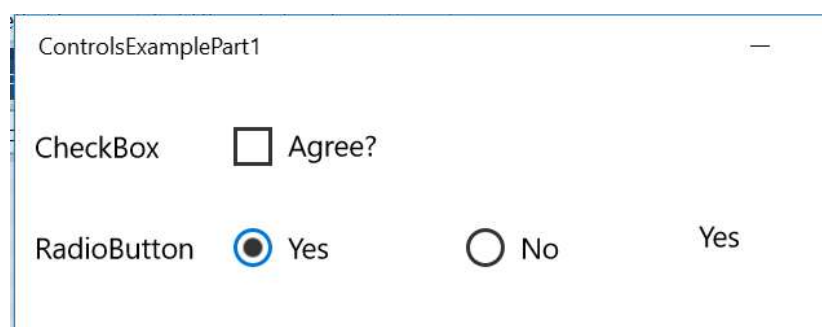 ControlsExamplePart1
CheckBox Agree?
RadioButton Yes No Yes